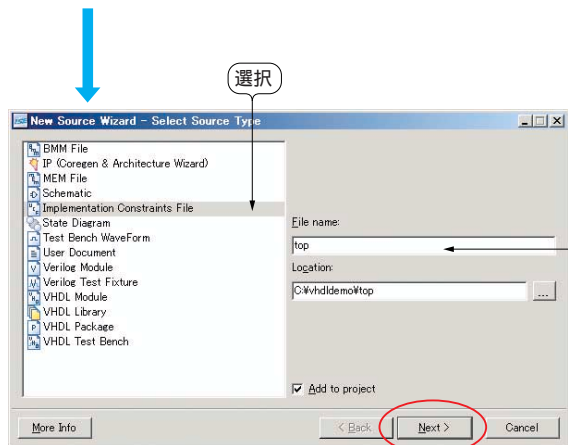 選択
New Source Wizard - Select Source Type
BMM File
IP (Coregen & Architecture Wizard)
MEM File
Schematic
Implementation Constraints File
State Diagram
Test Bench WaveForm
User Document
Verilog Module
Verilog Test Fixture
VHDL Module
VHDL Library
VHDL Package
VHDL Test Bench
File name:
top
Location:
C:¥vhdldemo¥top
...
Add to project
More Info
< Back
Next >
Cancel